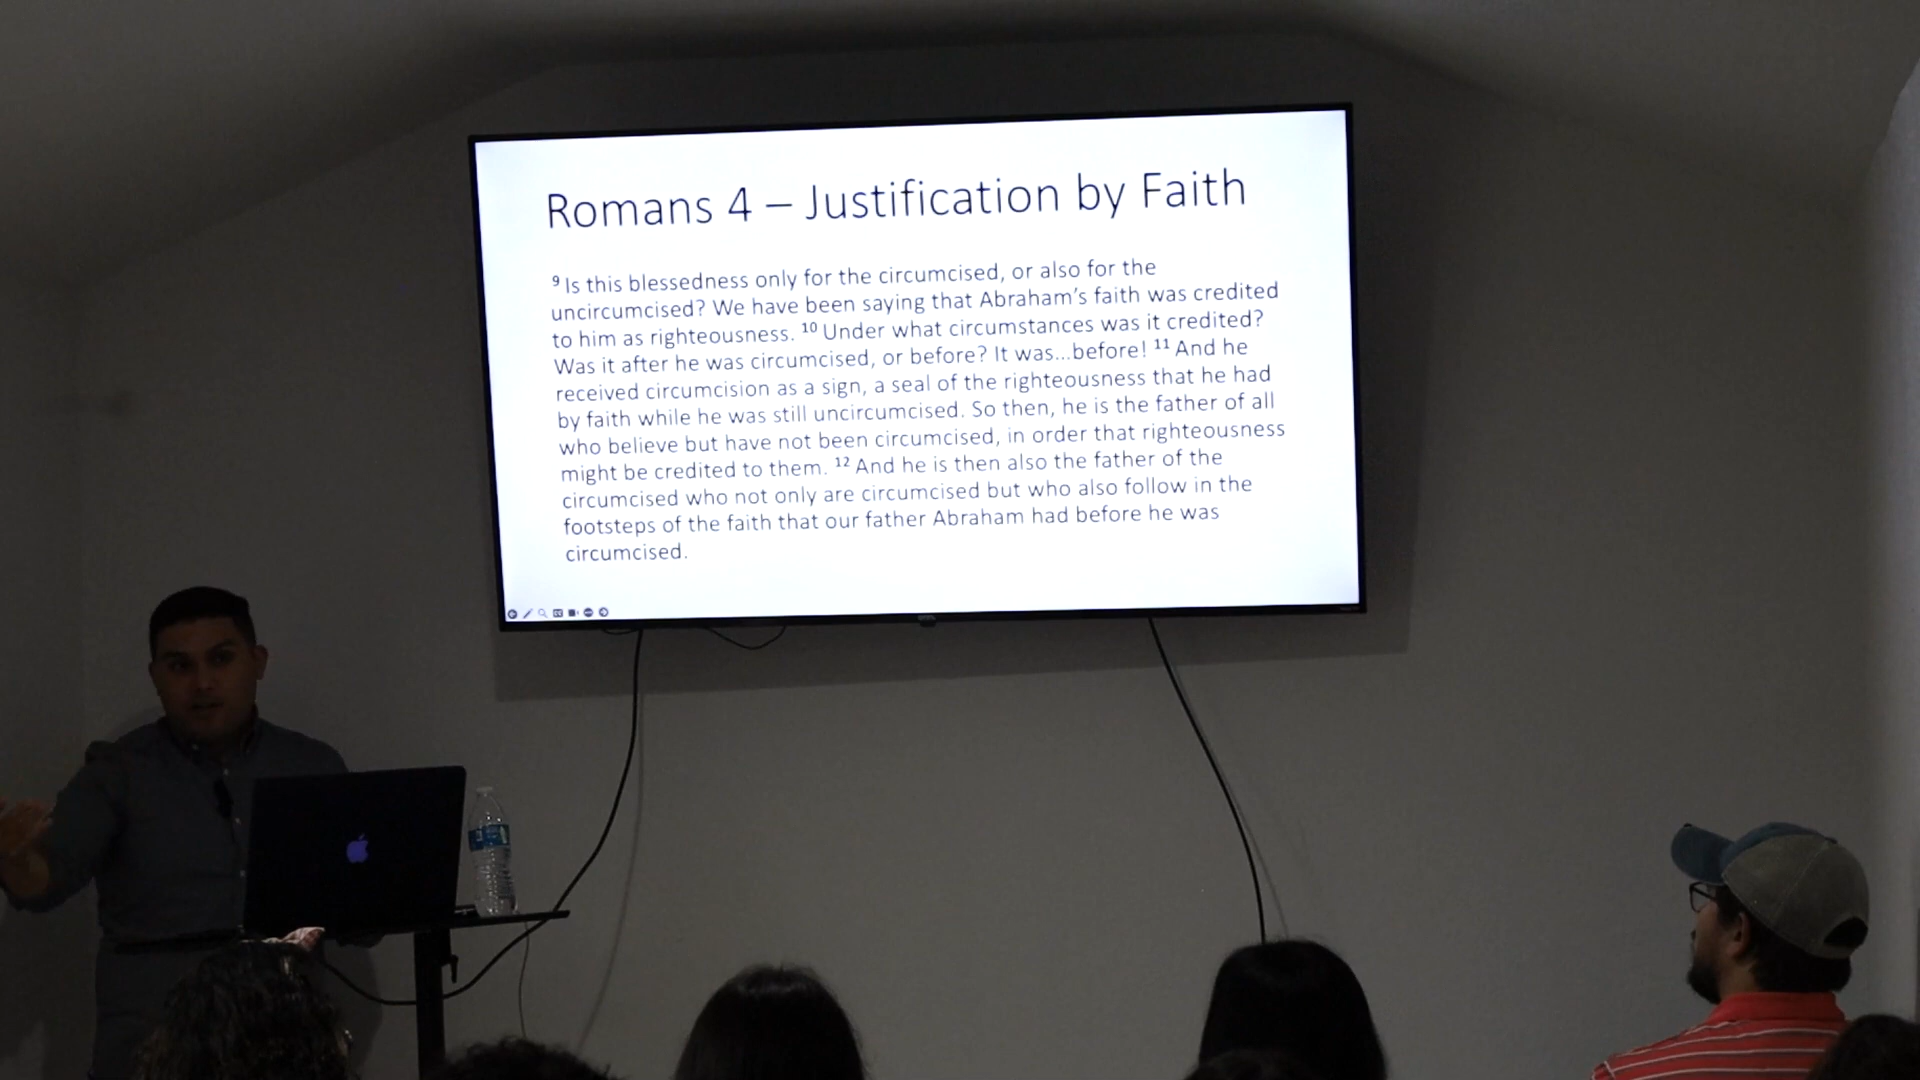 Romans 4 – Justification by Faith
⁹ Is this blessedness only for the circumcised, or also for the
uncircumcised? We have been saying that Abraham’s faith was credited
to him as righteousness. ¹⁰ Under what circumstances was it credited?
Was it after he was circumcised, or before? It was...before! ¹¹ And he
received circumcision as a sign, a seal of the righteousness that he had
by faith while he was still uncircumcised. So then, he is the father of all
who believe but have not been circumcised, in order that righteousness
might be credited to them. ¹² And he is then also the father of the
circumcised who not only are circumcised but who also follow in the
footsteps of the faith that our father Abraham had before he was
circumcised.